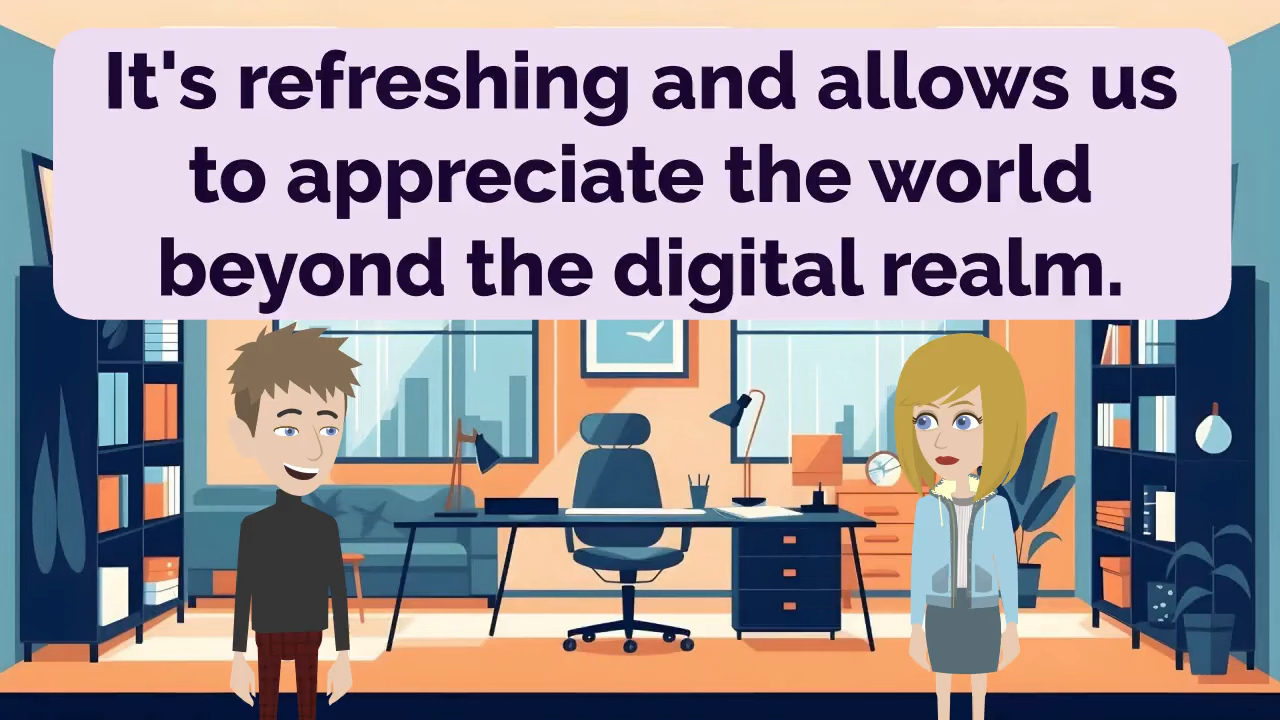 It's refreshing and allows us
to appreciate the world
beyond the digital realm.